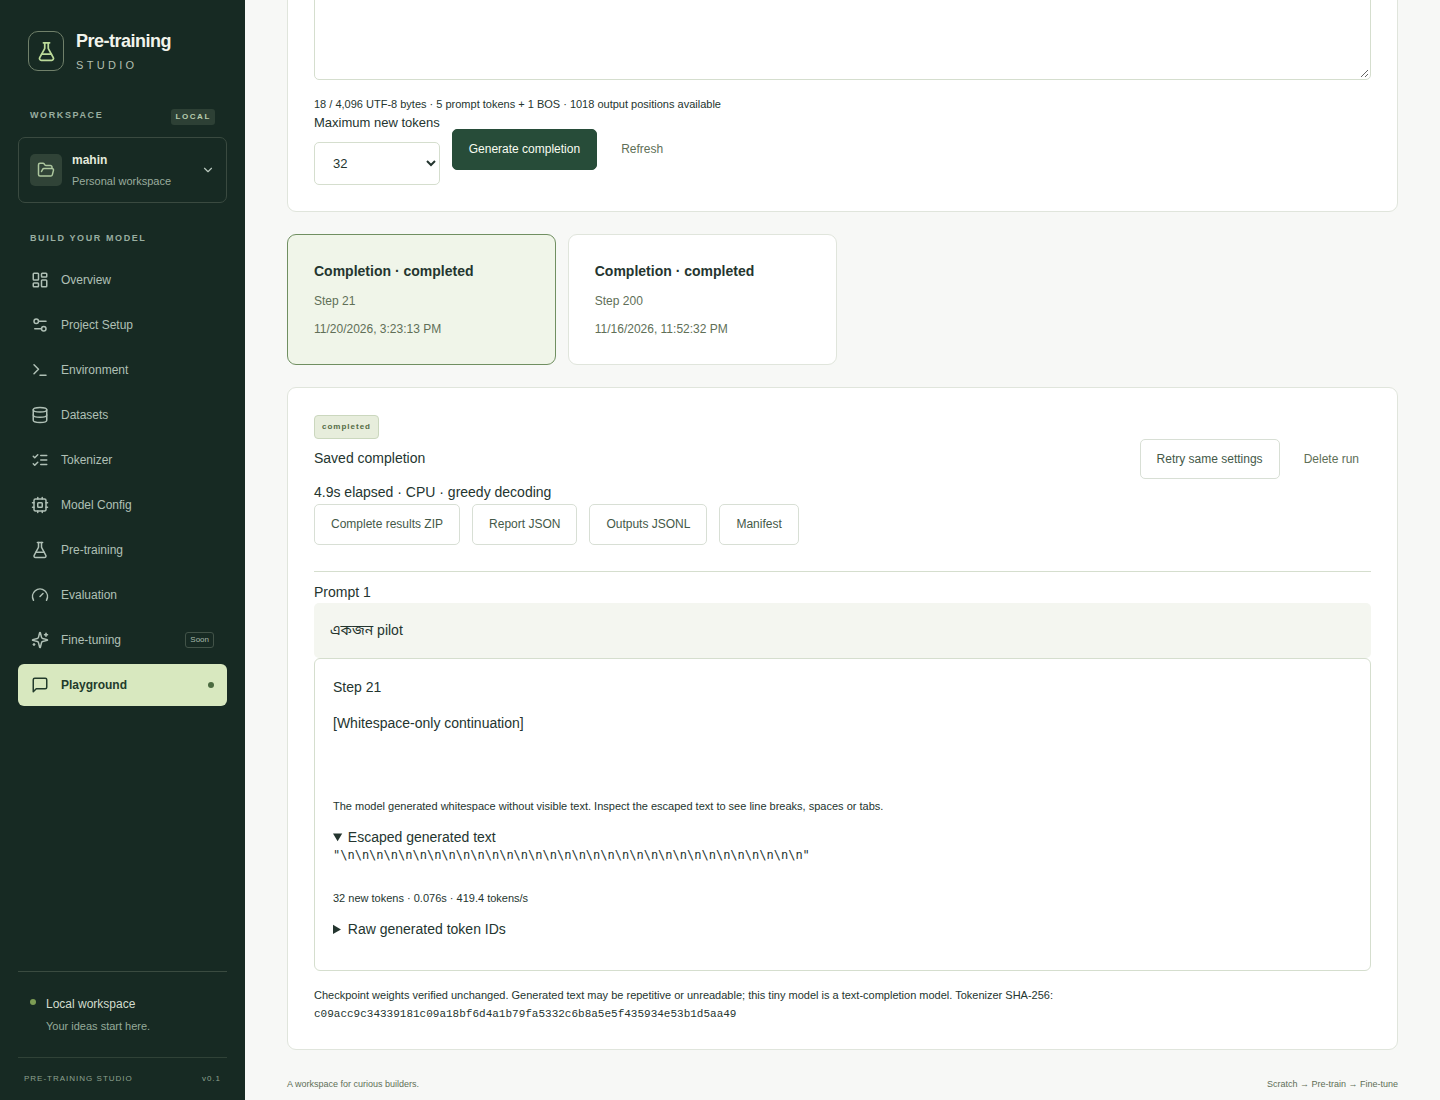 Pre-training
STUDIO
WORKSPACE
LOCAL
mahin
Personal workspace
BUILD YOUR MODEL
Overview
Project Setup
Environment
Datasets
Tokenizer
Model Config
Pre-training
Evaluation
Fine-tuning
Soon
Playground
Local workspace
Your ideas start here.
PRE-TRAINING STUDIO
v0.1
18 / 4,096 UTF-8 bytes · 5 prompt tokens + 1 BOS · 1018 output positions available
Maximum new tokens
32
Generate completion
Refresh
Completion · completed
Step 21
11/20/2026, 3:23:13 PM
Completion · completed
Step 200
11/16/2026, 11:52:32 PM
completed
Saved completion
4.9s elapsed · CPU · greedy decoding
Retry same settings
Delete run
Complete results ZIP
Report JSON
Outputs JSONL
Manifest
Prompt 1
একজন pilot
Step 21
[Whitespace-only continuation]
The model generated whitespace without visible text. Inspect the escaped text to see line breaks, spaces or tabs.
Escaped generated text
"\n\n\n\n\n\n\n\n\n\n\n\n\n\n\n\n\n\n\n\n\n\n\n\n\n\n\n\n\n\n\n\n"
32 new tokens · 0.076s · 419.4 tokens/s
Raw generated token IDs
Checkpoint weights verified unchanged. Generated text may be repetitive or unreadable; this tiny model is a text-completion model. Tokenizer SHA-256:
c09acc9c34339181c09a18bf6d4a1b79fa5332c6b8a5e5f435934e53b1d5aa49
A workspace for curious builders.
Scratch → Pre-train → Fine-tune